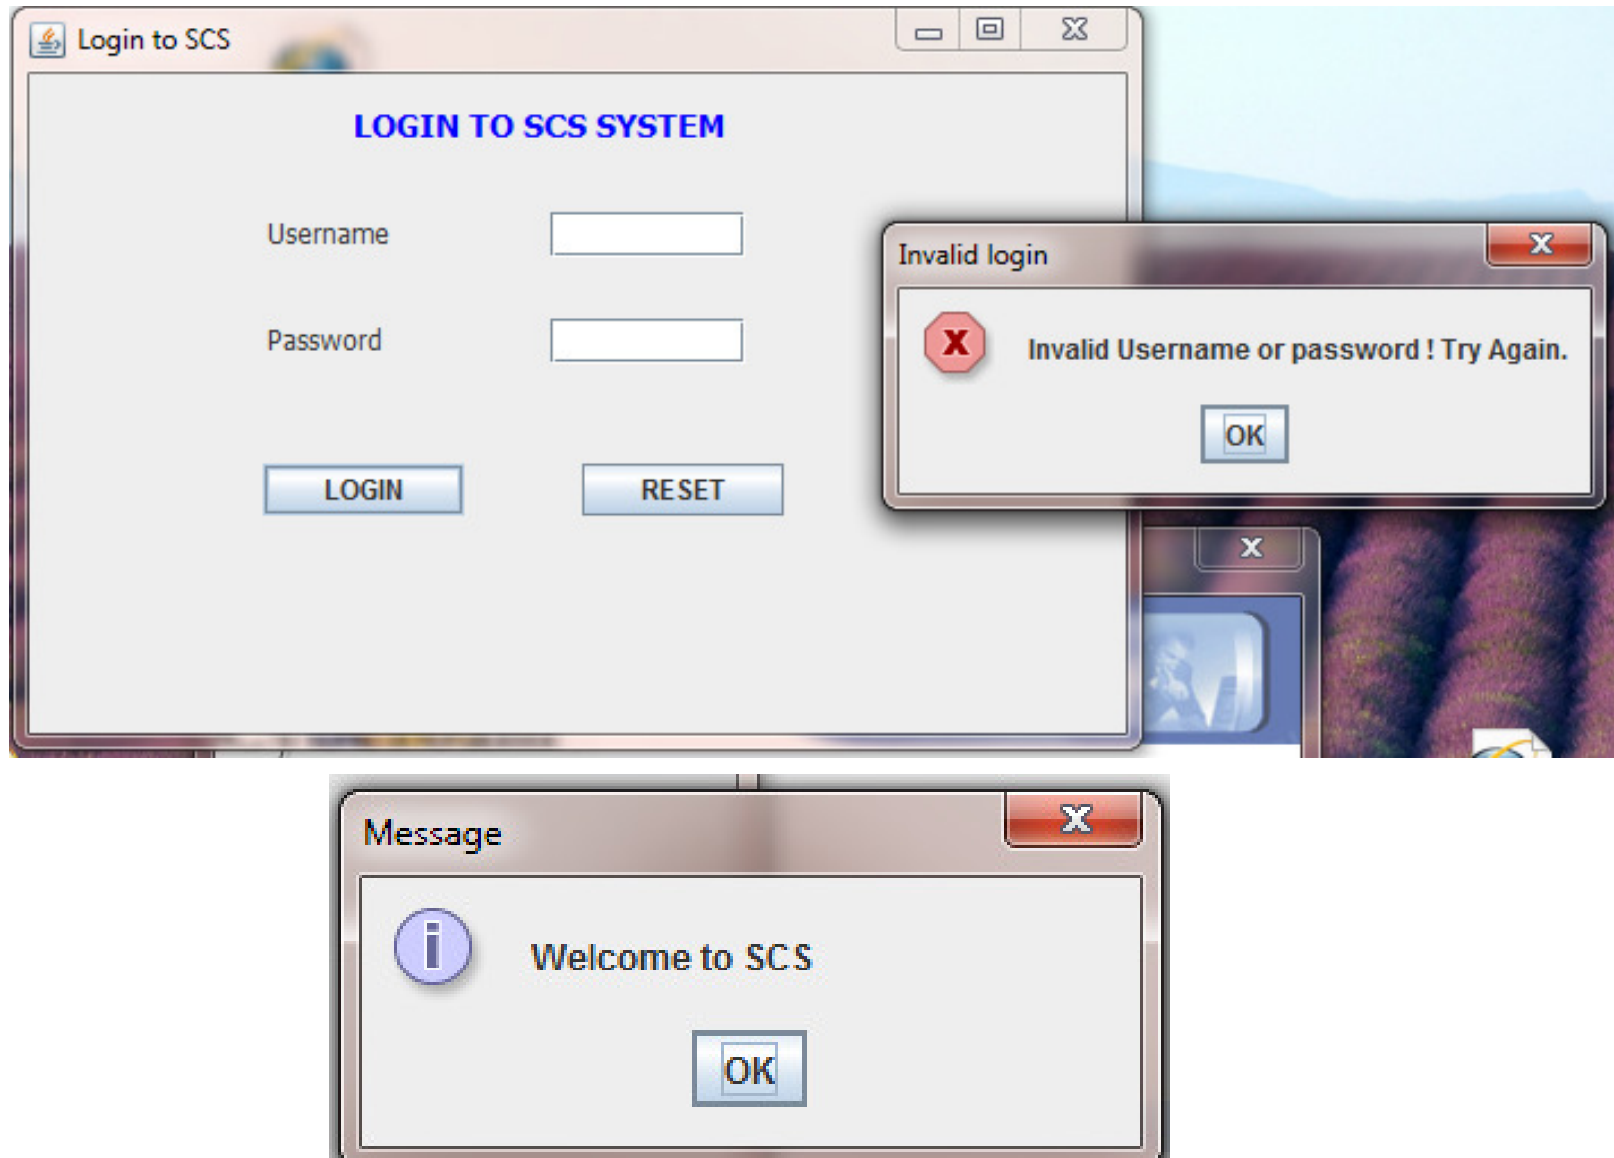 Login to SCS
LOGIN TO SCS SYSTEM
Username
Password
LOGIN RESET
Invalid login
Invalid Username or password ! Try Again.
OK
Message
Welcome to SCS
OK